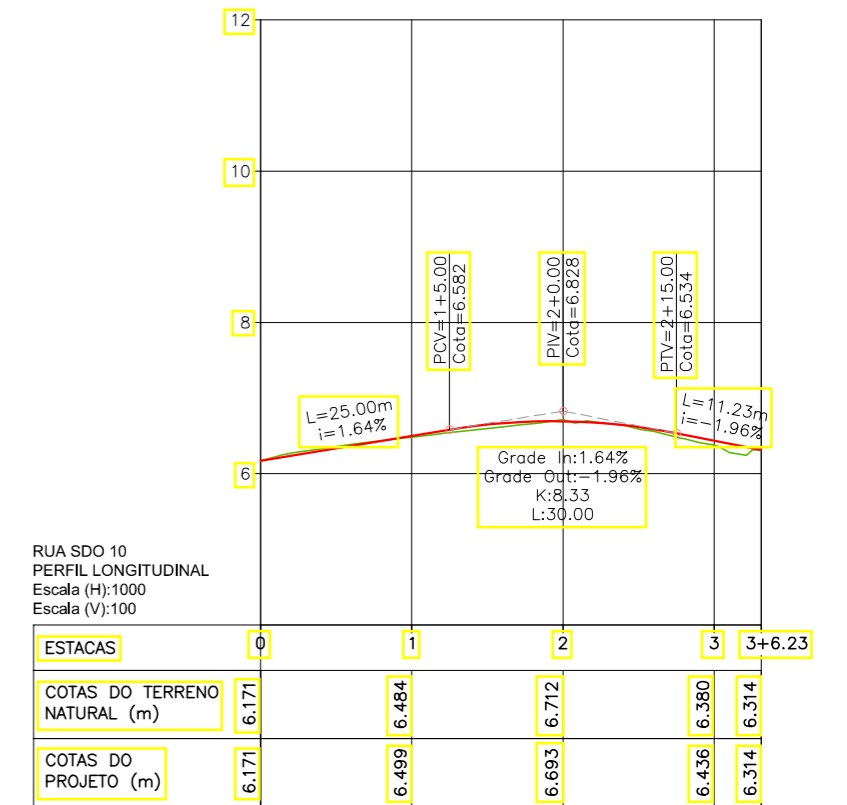 12
10
8
6
PCV=1+5.00
Cota=6.582
PIV=2+0.00
Cota=6.828
PTV=2+15.00
Cota=6.534
L=25.00m
i=1.64%
L=11.23m
i=-1.96%
Grade In:1.64%
Grade Out:-1.96%
K:8.33
L:30.00
RUA SDO 10
PERFIL LONGITUDINAL
Escala (H):1000
Escala (V):100
ESTACAS 0 1 2 3 3+6.23
COTAS DO TERRENO
NATURAL (m) 6.171 6.484 6.712 6.380 6.314
COTAS DO
PROJETO (m) 6.171 6.499 6.693 6.436 6.314